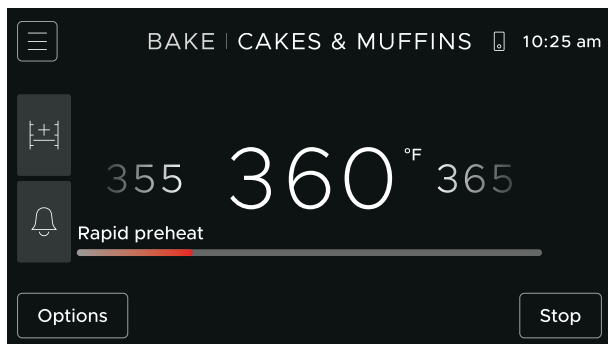 BAKE | CAKES & MUFFINS 10:25 am
355 360 °F 365
Rapid preheat
Options Stop